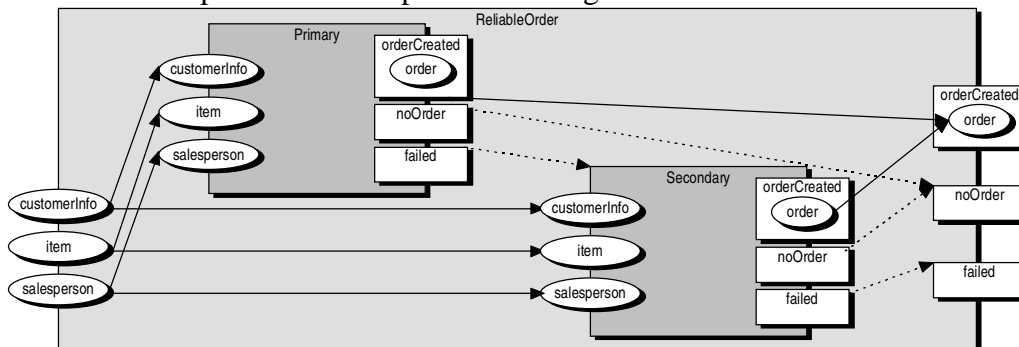 ReliableOrder
Primary
customerInfo
item
salesperson
orderCreated
order
noOrder
failed
customerInfo
item
salesperson
Secondary
customerInfo
item
salesperson
orderCreated
order
noOrder
failed
orderCreated
order
noOrder
failed